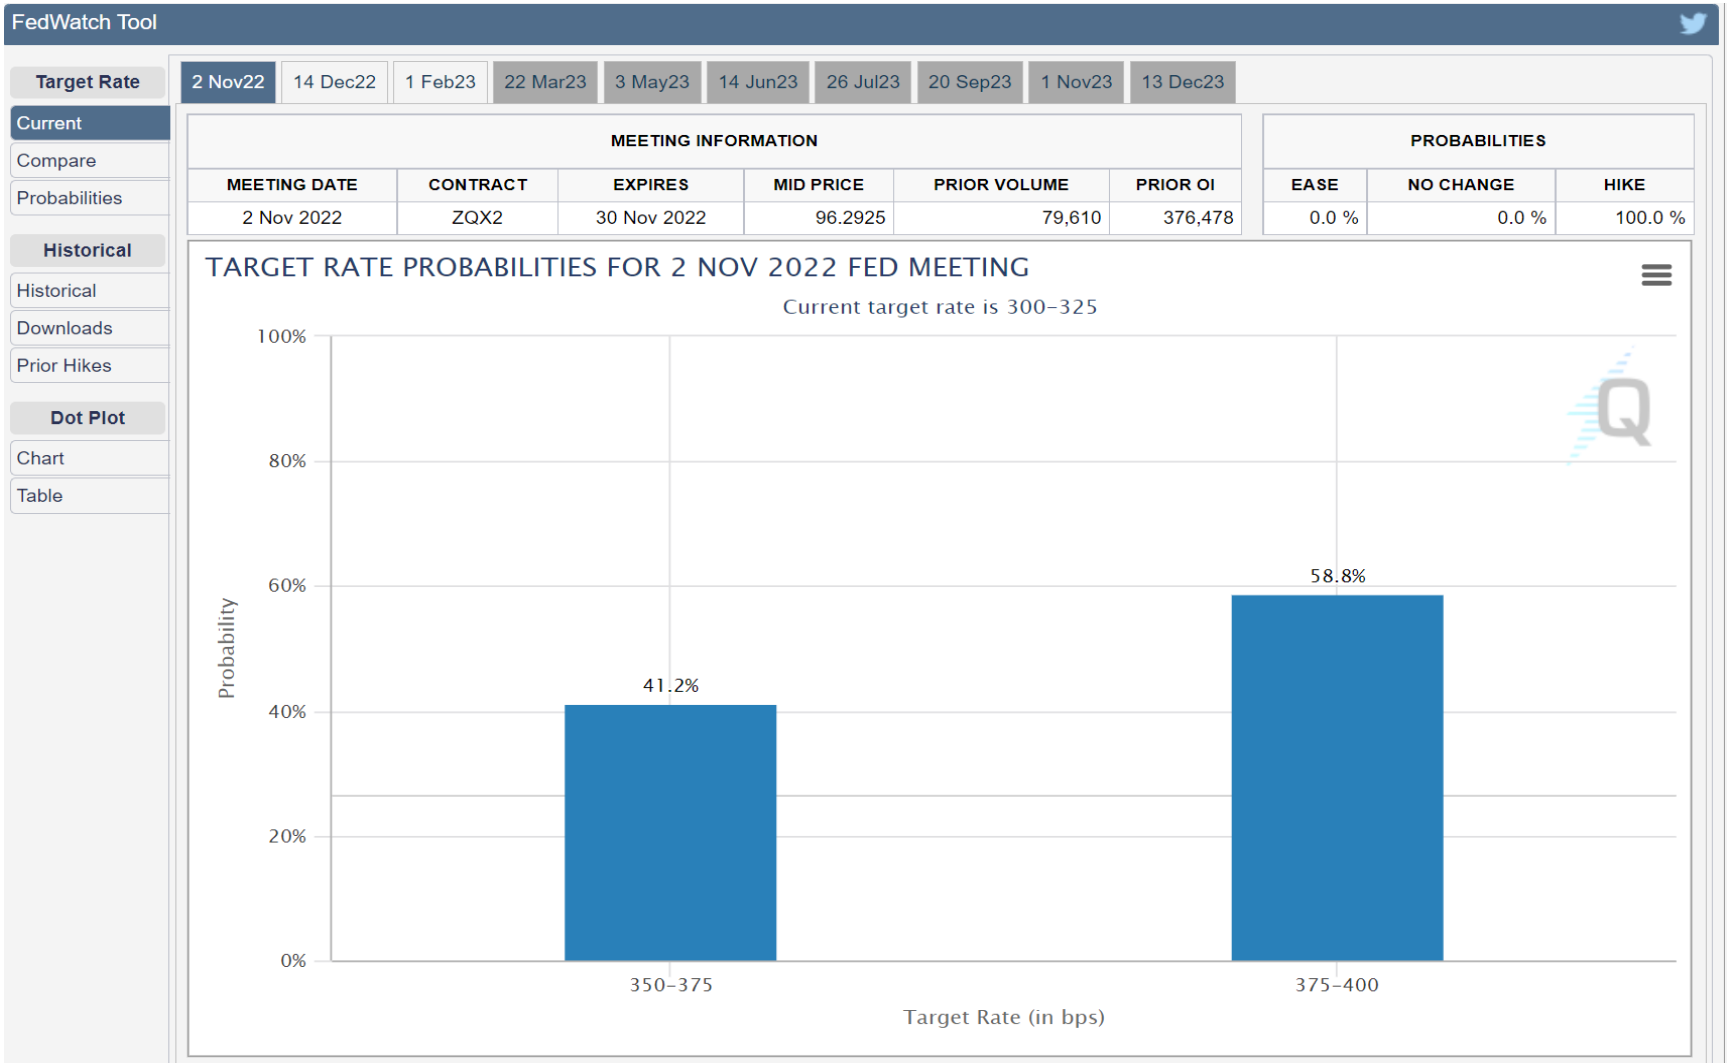 FedWatch Tool
Target Rate
Current
Compare
Probabilities
Historical
Historical
Downloads
Prior Hikes
Dot Plot
Chart
Table
2 Nov22 14 Dec22 1 Feb23 22 Mar23 3 May23 14 Jun23 26 Jul23 20 Sep23 1 Nov23 13 Dec23
MEETING INFORMATION
MEETING DATE CONTRACT EXPIRES MID PRICE PRIOR VOLUME PRIOR OI
2 Nov 2022 ZQX2 30 Nov 2022 96.2925 79,610 376,478
PROBABILITIES
EASE NO CHANGE HIKE
0.0 % 0.0 % 100.0 %
TARGET RATE PROBABILITIES FOR 2 NOV 2022 FED MEETING
Current target rate is 300-325
Q
Probability
100%
80%
60%
40%
20%
0%
41.2%
58.8%
350-375
375-400
Target Rate (in bps)